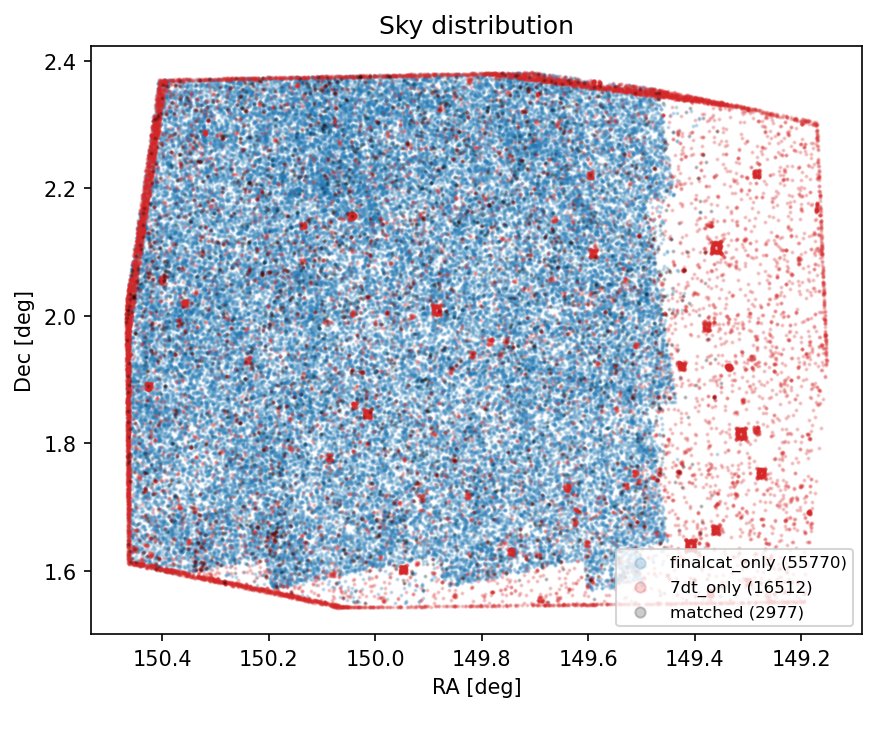 Sky distribution
2.4
2.2
2.0
1.8
1.6
Dec [deg]
150.4 150.2 150.0 149.8 149.6 149.4 149.2
RA [deg]
finalcat_only (55770)
7dt_only (16512)
matched (2977)